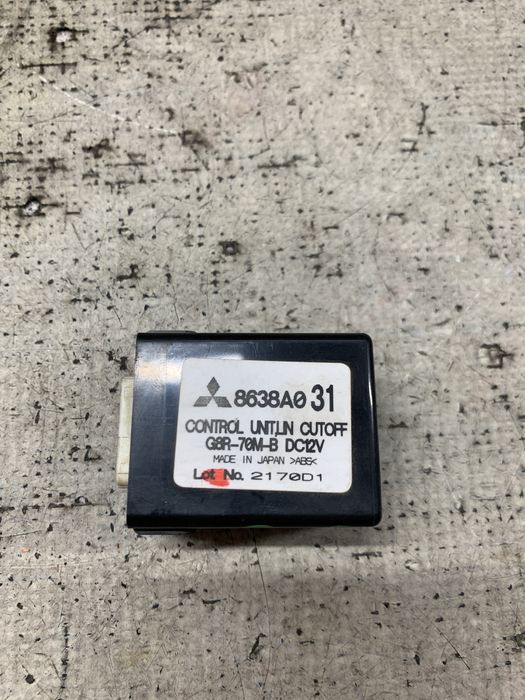 8638A0 31
CONTROL UNIT,LIN CUTOFF
G8R-70M-B DC12V
MADE IN JAPAN >ABS<
Lot No. 2170D1